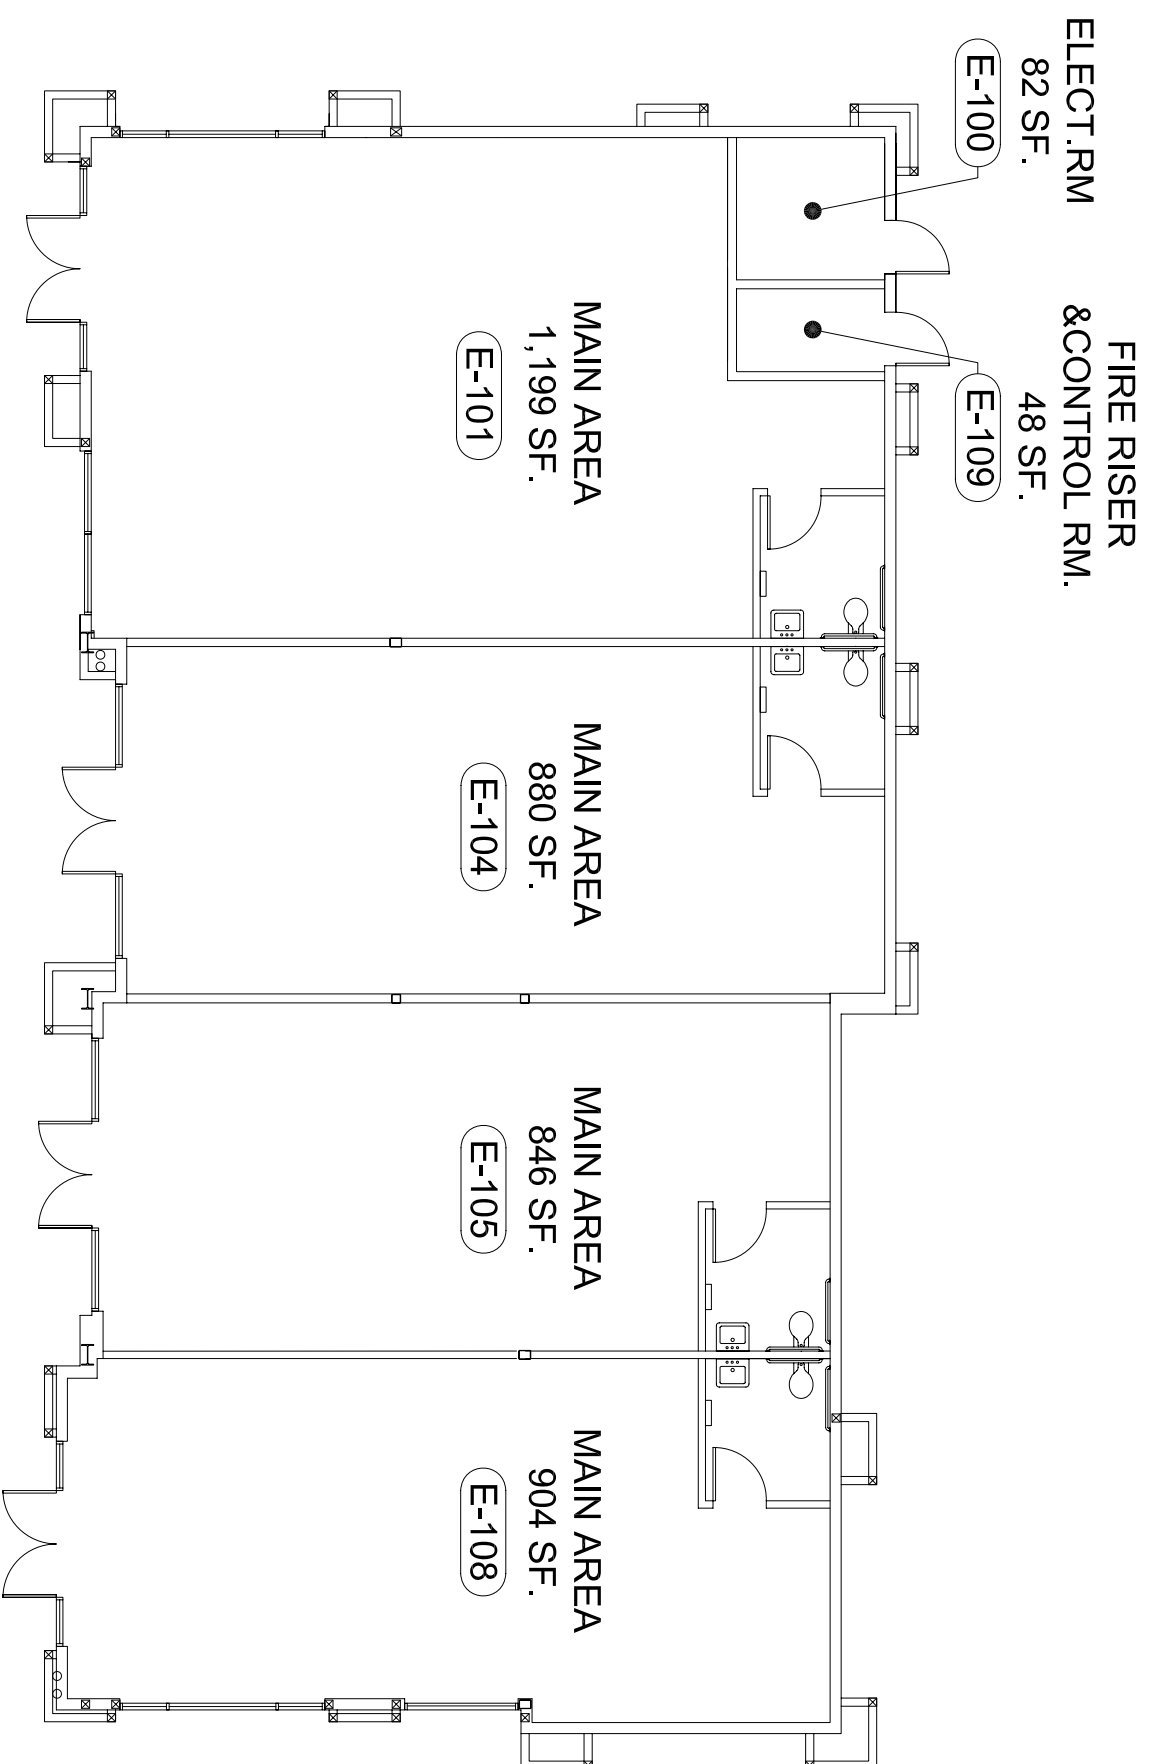 ELECT.RM
82 SF.
E-100
FIRE RISER
&CONTROL RM.
48 SF.
E-109
MAIN AREA
1,199 SF.
E-101
MAIN AREA
880 SF.
E-104
MAIN AREA
846 SF.
E-105
MAIN AREA
904 SF.
E-108